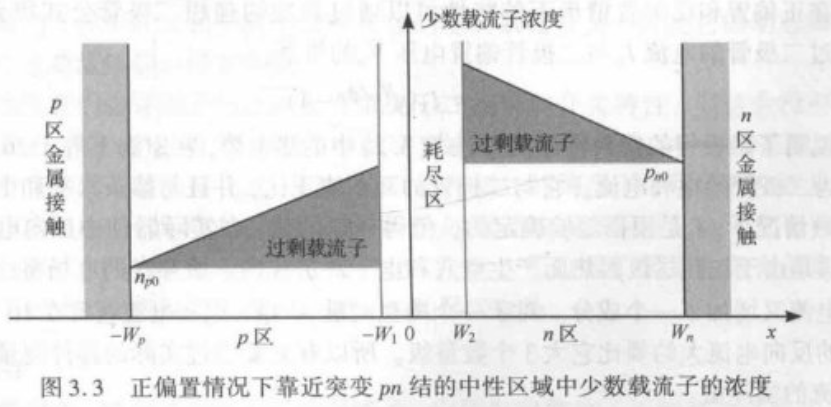 少数载流子浓度
p区金属接触
耗尽区
n区金属接触
过剩载流子
p_{n0}
过剩载流子
n_{p0}
-W_p p区 -W_1 0 W_2 n区 W_n x
图 3.3 正偏置情况下靠近突变 pn 结的中性区域中少数载流子的浓度